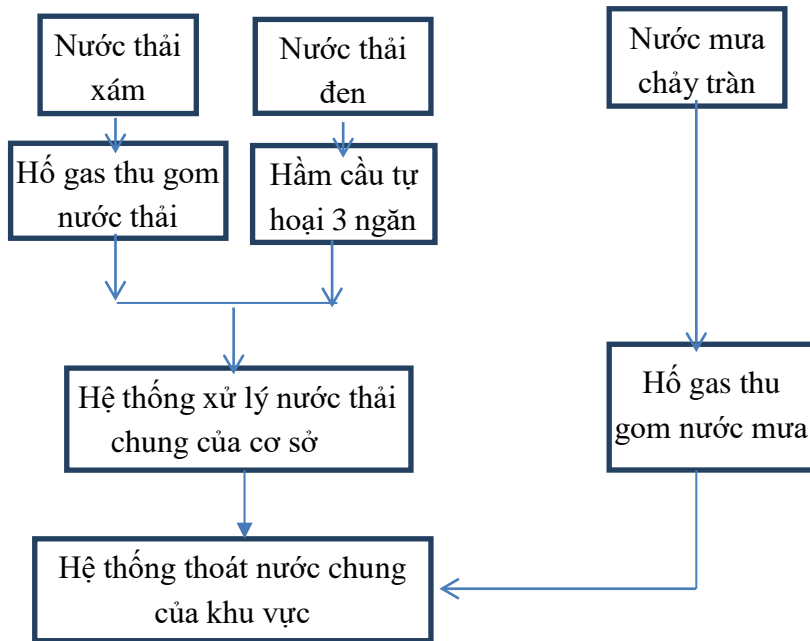 Nước thải
xám
Nước thải
đen
Nước mưa
chảy tràn
Hố gas thu gom
nước thải
Hầm cầu tự
hoại 3 ngăn
Hệ thống xử lý nước thải
chung của cơ sở
Hố gas thu
gom nước mưa
Hệ thống thoát nước chung
của khu vực